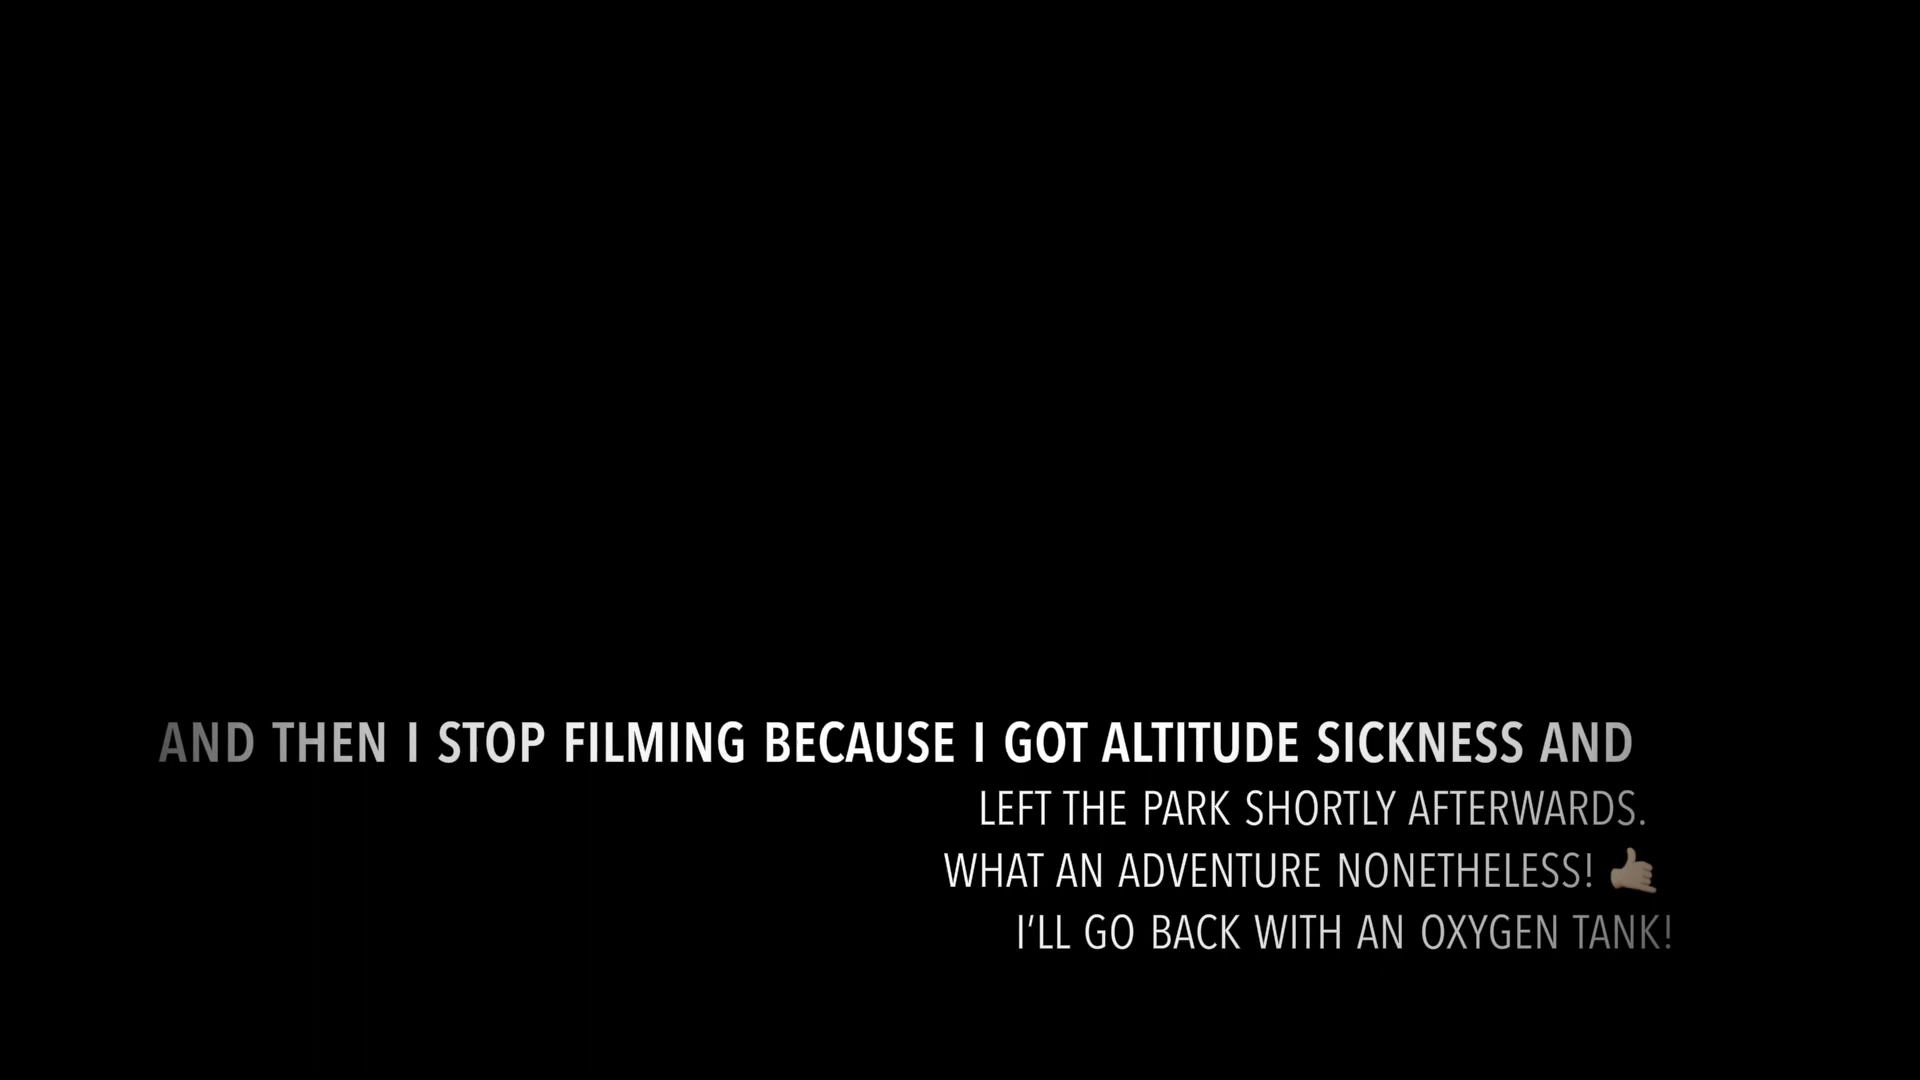 AND THEN I STOP FILMING BECAUSE I GOT ALTITUDE SICKNESS AND
LEFT THE PARK SHORTLY AFTERWARDS.
WHAT AN ADVENTURE NONETHELESS! 🤙🏼
I'LL GO BACK WITH AN OXYGEN TANK!